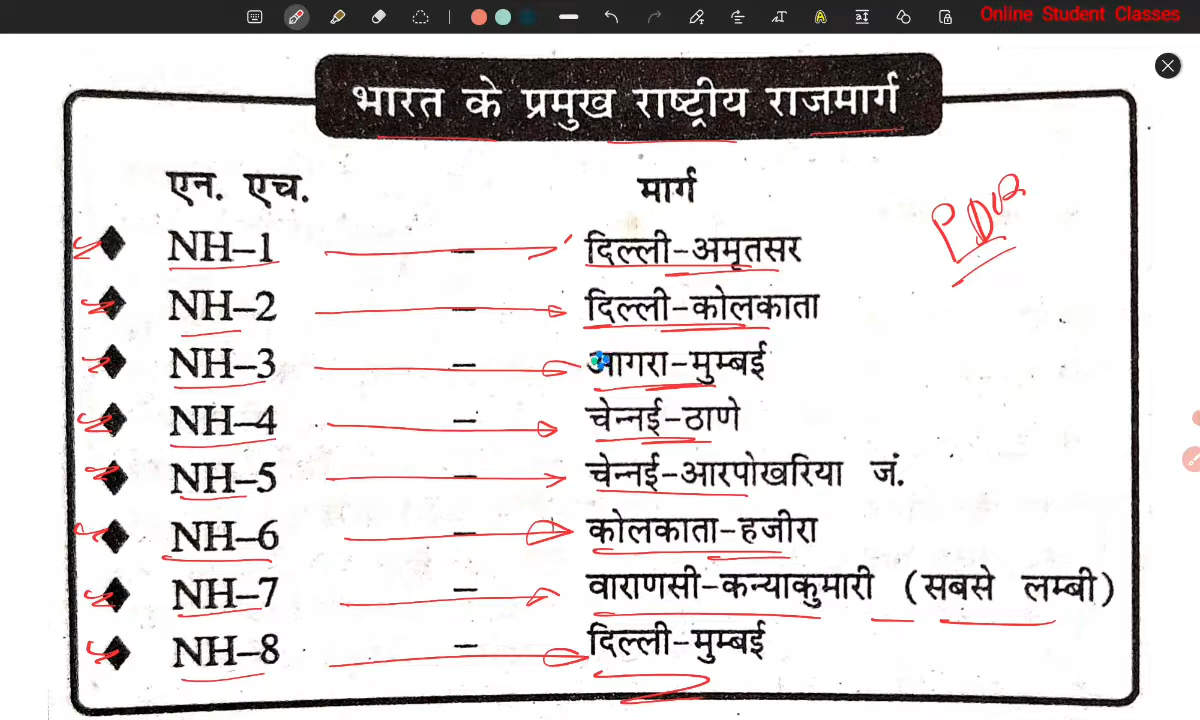 Online Student Classes
भारत के प्रमुख राष्ट्रीय राजमार्ग
एन. एच. मार्ग
NH–1 – दिल्ली–अमृतसर
NH–2 – दिल्ली–कोलकाता
NH–3 – आगरा–मुम्बई
NH–4 – चेन्नई–ठाणे
NH–5 – चेन्नई–आरपोखरिया जं.
NH–6 – कोलकाता–हजीरा
NH–7 – वाराणसी–कन्याकुमारी (सबसे लम्बी)
NH–8 – दिल्ली–मुम्बई